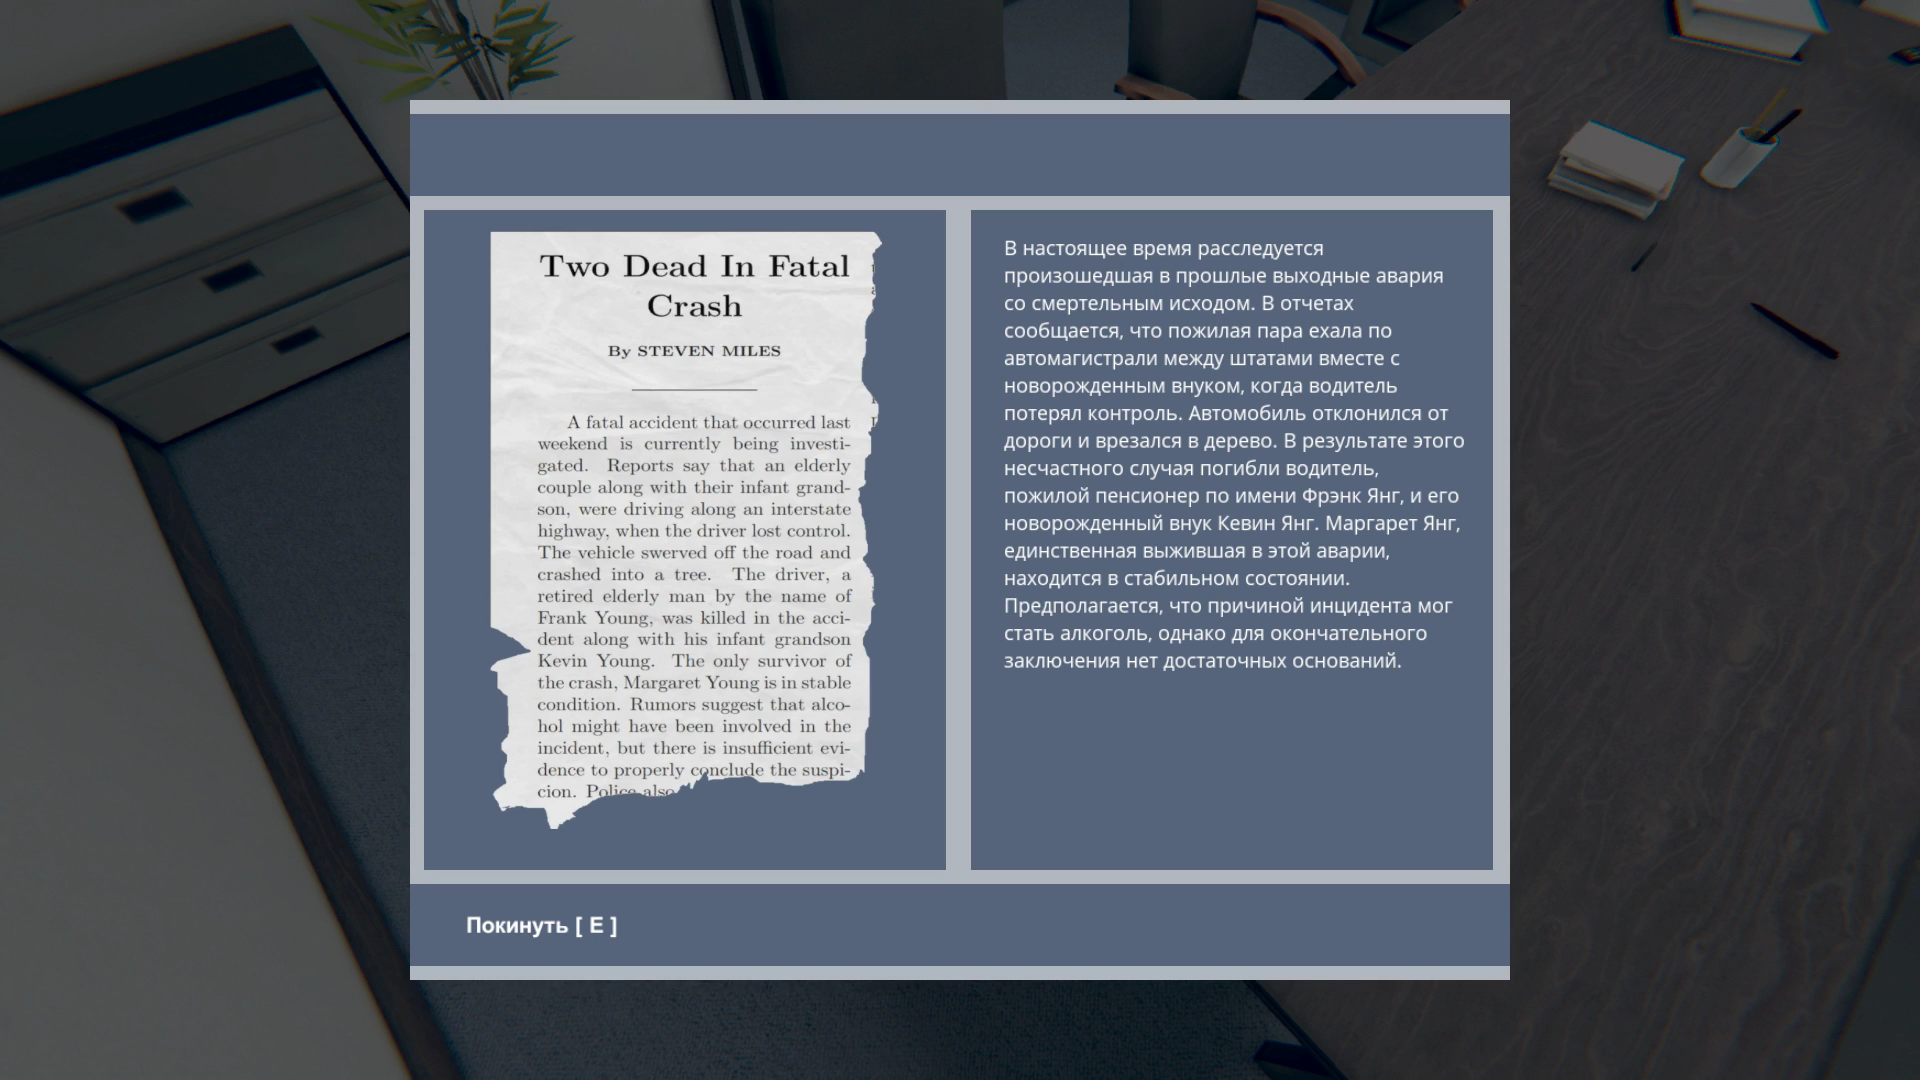 Two Dead In Fatal
Crash
By STEVEN MILES
A fatal accident that occurred last
weekend is currently being investi-
gated. Reports say that an elderly
couple along with their infant grand-
son, were driving along an interstate
highway, when the driver lost control.
The vehicle swerved off the road and
crashed into a tree. The driver, a
retired elderly man by the name of
Frank Young, was killed in the acci-
dent along with his infant grandson
Kevin Young. The only survivor of
the crash, Margaret Young is in stable
condition. Rumors suggest that alco-
hol might have been involved in the
incident, but there is insufficient evi-
dence to properly conclude the suspi-
cion. Police also
В настоящее время расследуется
произошедшая в прошлые выходные авария
со смертельным исходом. В отчетах
сообщается, что пожилая пара ехала по
автомагистрали между штатами вместе с
новорожденным внуком, когда водитель
потерял контроль. Автомобиль отклонился от
дороги и врезался в дерево. В результате этого
несчастного случая погибли водитель,
пожилой пенсионер по имени Фрэнк Янг, и его
новорожденный внук Кевин Янг. Маргарет Янг,
единственная выжившая в этой аварии,
находится в стабильном состоянии.
Предполагается, что причиной инцидента мог
стать алкоголь, однако для окончательного
заключения нет достаточных оснований.
Покинуть [ E ]